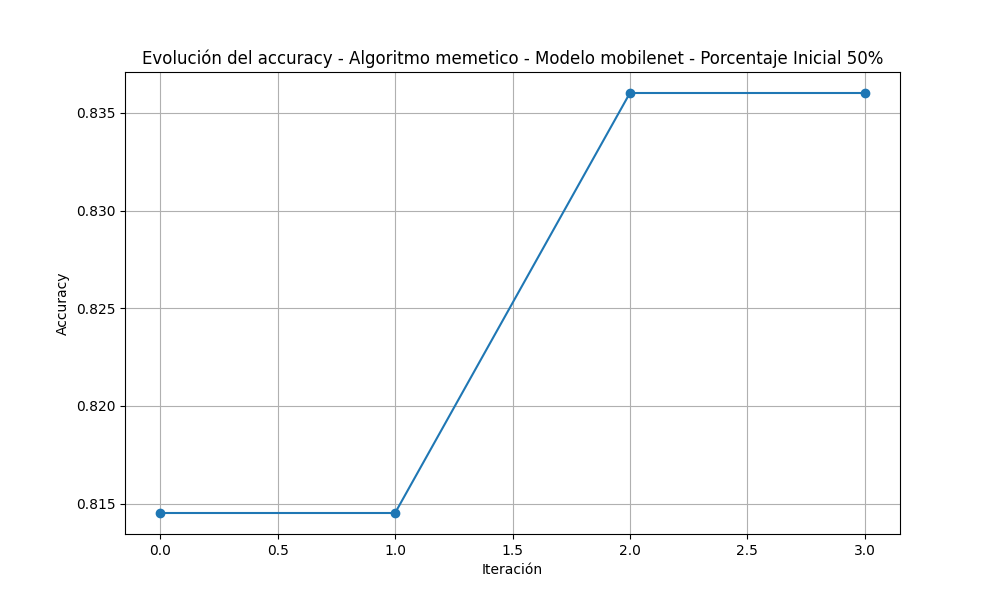 Evolución del accuracy - Algoritmo memetico - Modelo mobilenet - Porcentaje Inicial 50%
0.835
0.830
0.825
0.820
0.815
Accuracy
0.0 0.5 1.0 1.5 2.0 2.5 3.0
Iteración